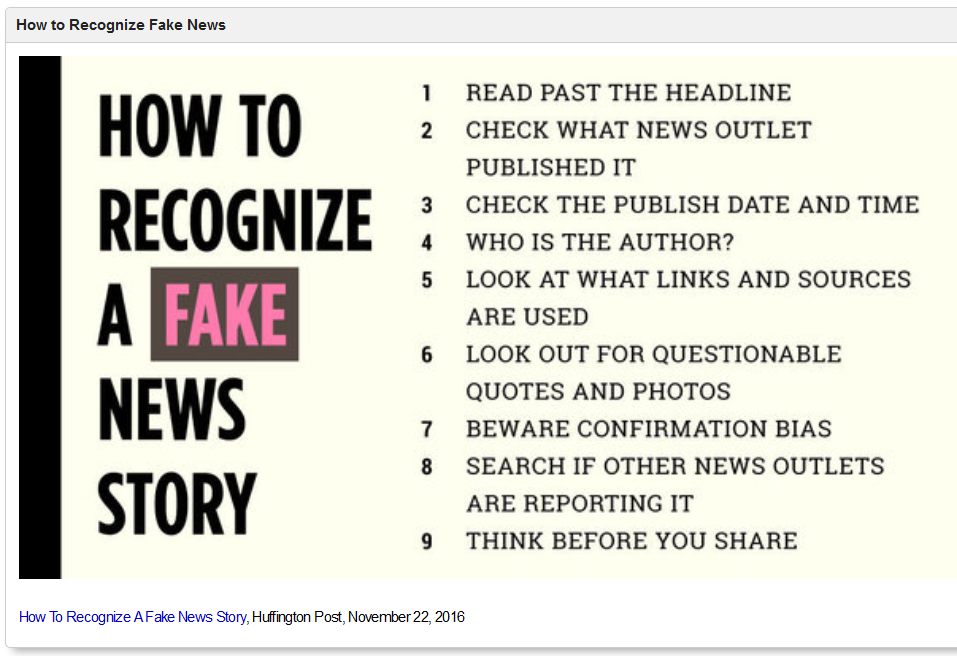 How to Recognize Fake News
HOW TO
RECOGNIZE
A FAKE
NEWS
STORY
1 READ PAST THE HEADLINE
2 CHECK WHAT NEWS OUTLET
PUBLISHED IT
3 CHECK THE PUBLISH DATE AND TIME
4 WHO IS THE AUTHOR?
5 LOOK AT WHAT LINKS AND SOURCES
ARE USED
6 LOOK OUT FOR QUESTIONABLE
QUOTES AND PHOTOS
7 BEWARE CONFIRMATION BIAS
8 SEARCH IF OTHER NEWS OUTLETS
ARE REPORTING IT
9 THINK BEFORE YOU SHARE
How To Recognize A Fake News Story, Huffington Post, November 22, 2016